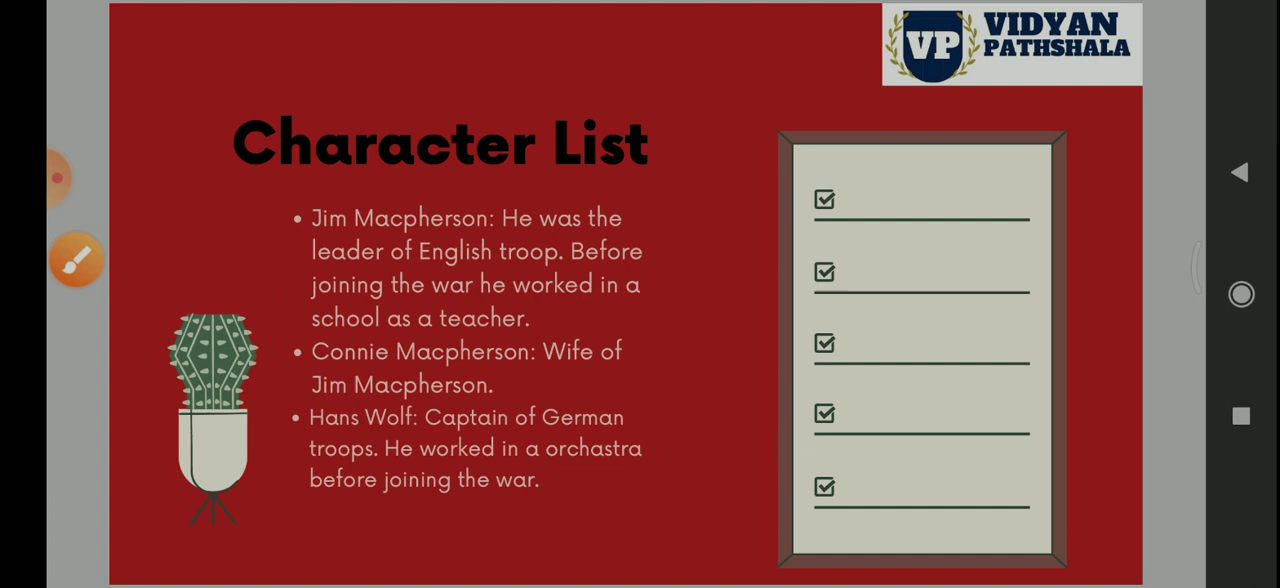 VP VIDYAN
PATHSHALA
Character List
• Jim Macpherson: He was the
leader of English troop. Before
joining the war he worked in a
school as a teacher.
• Connie Macpherson: Wife of
Jim Macpherson.
• Hans Wolf: Captain of German
troops. He worked in a orchastra
before joining the war.